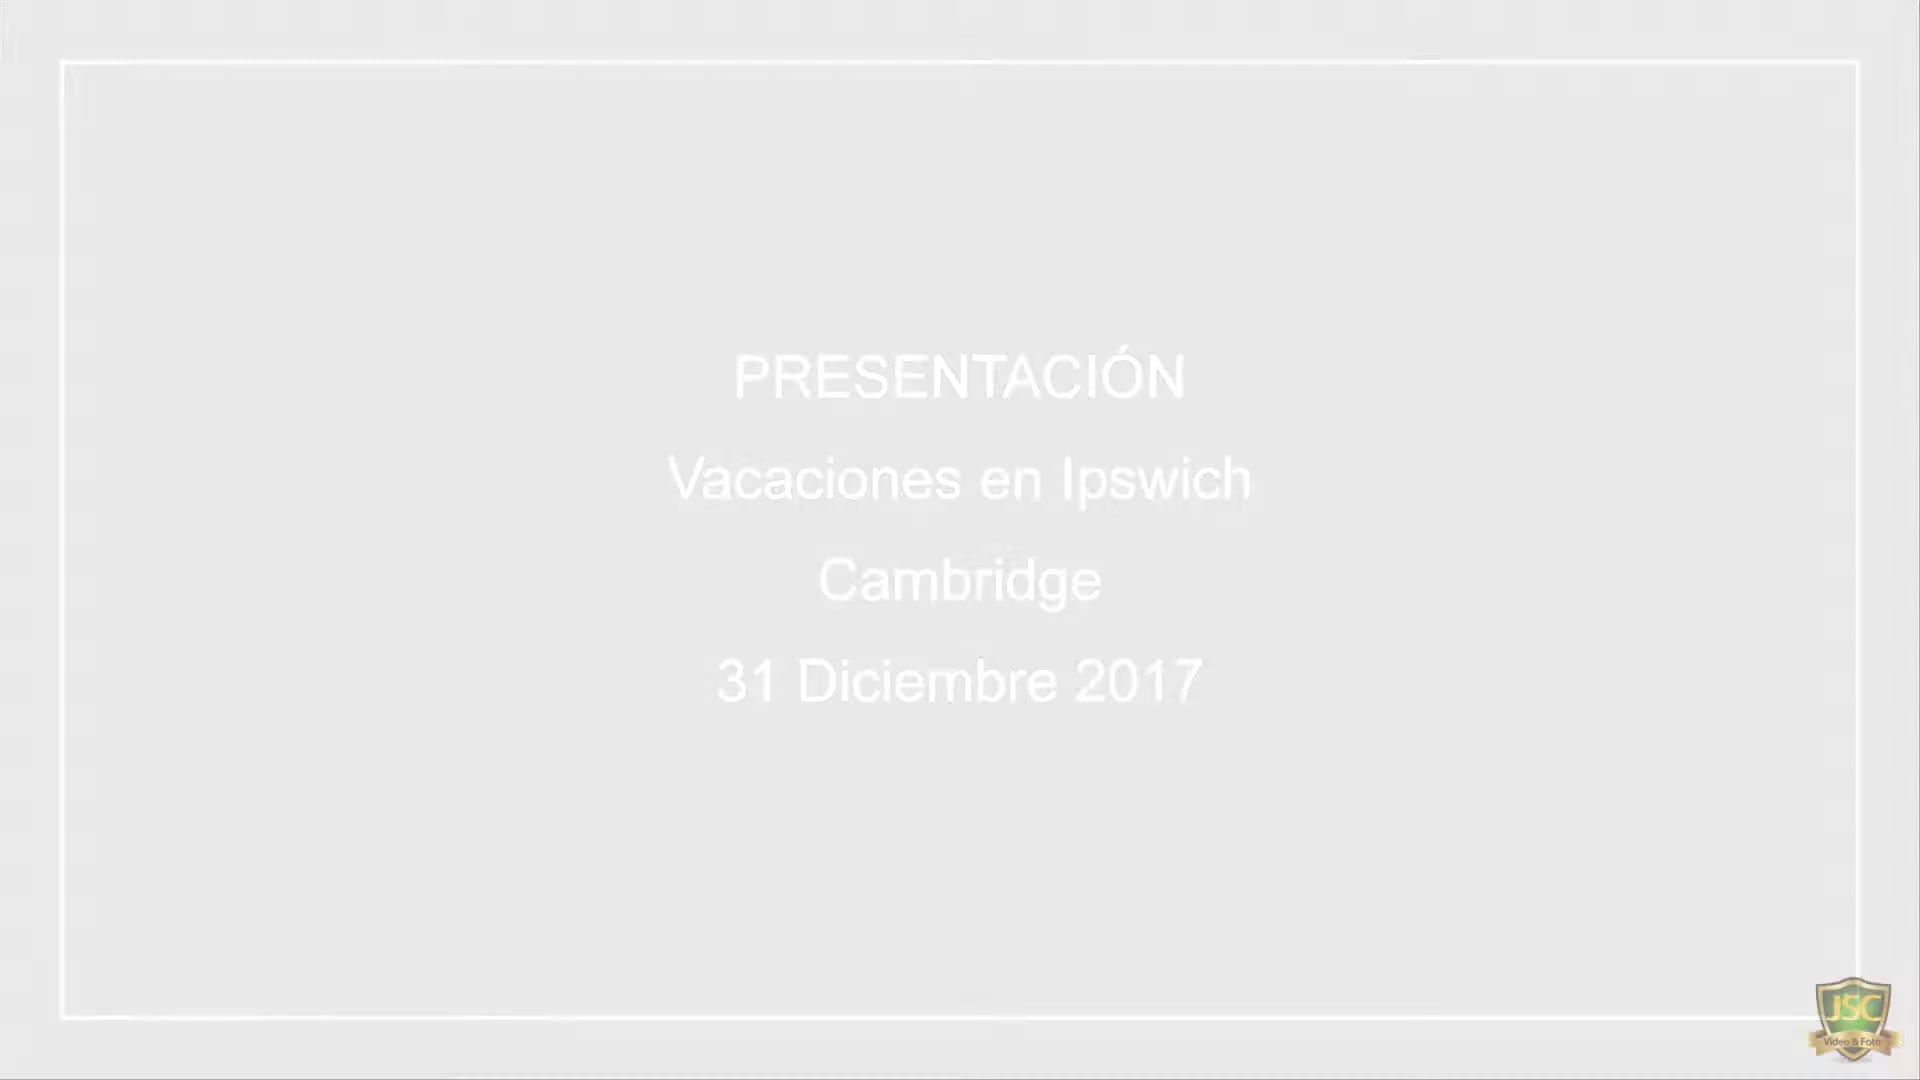 PRESENTACIÓN
Vacaciones en Ipswich
Cambridge
31 Diciembre 2017
JSC
Video & Foto